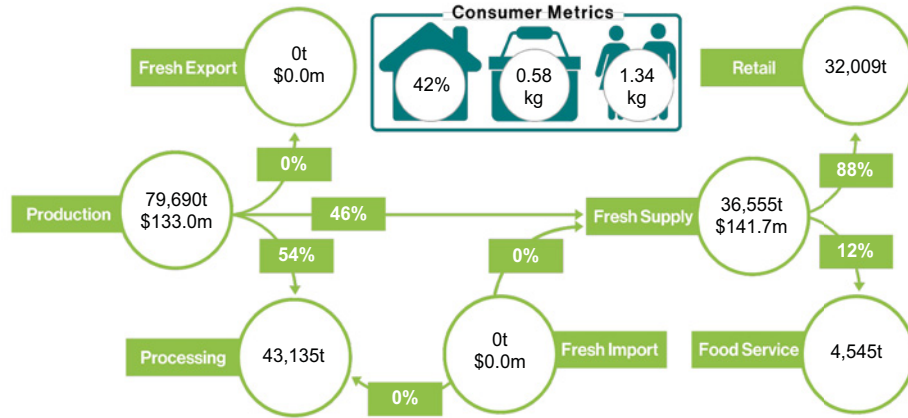 Consumer Metrics
Fresh Export
0t
$0.0m
42%
0.58
kg
1.34
kg
Retail
32,009t
0%
88%
Production
79,690t
$133.0m
46%
Fresh Supply
36,555t
$141.7m
54%
0%
12%
Processing
43,135t
0t
$0.0m
Fresh Import
Food Service
4,545t
0%